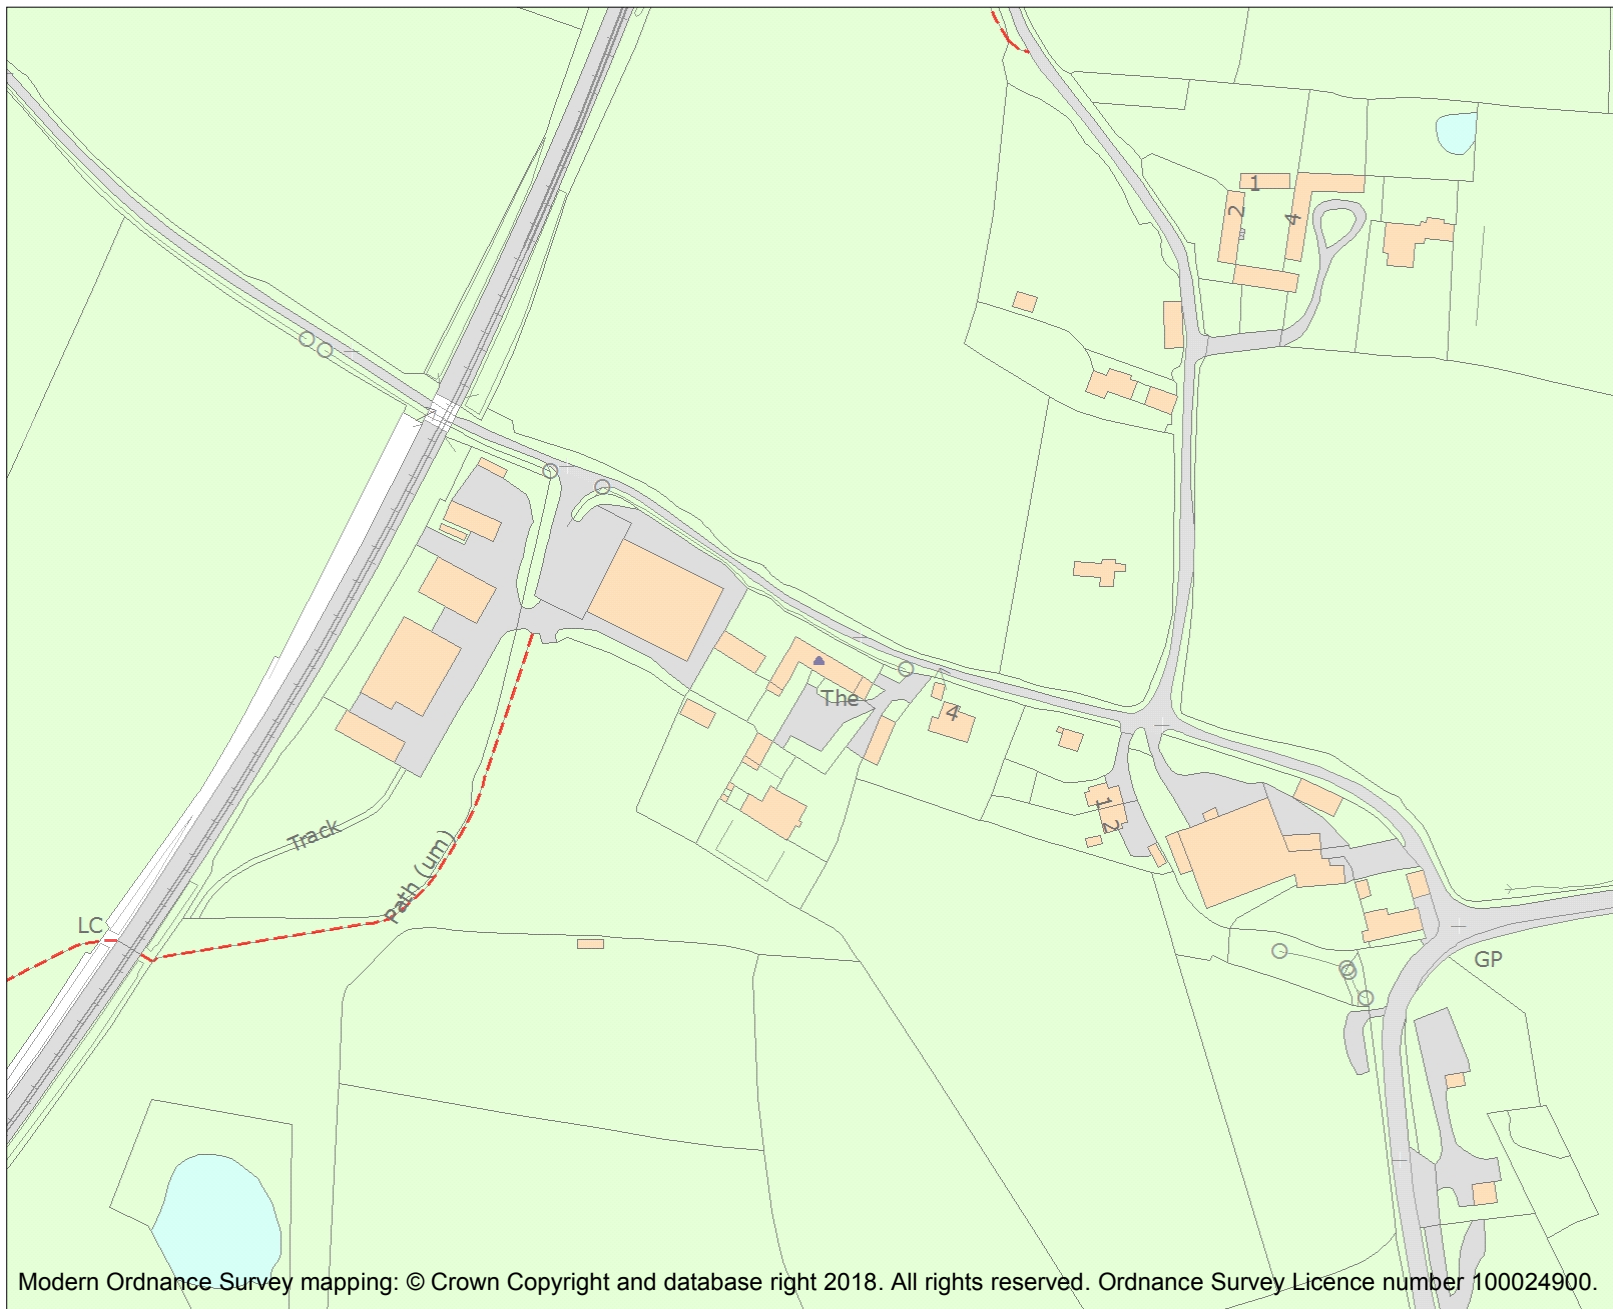 1
2
4
The
4
1
2
Track
Path (um)
LC
GP
Modern Ordnance Survey mapping: © Crown Copyright and database right 2018. All rights reserved. Ordnance Survey Licence number 100024900.